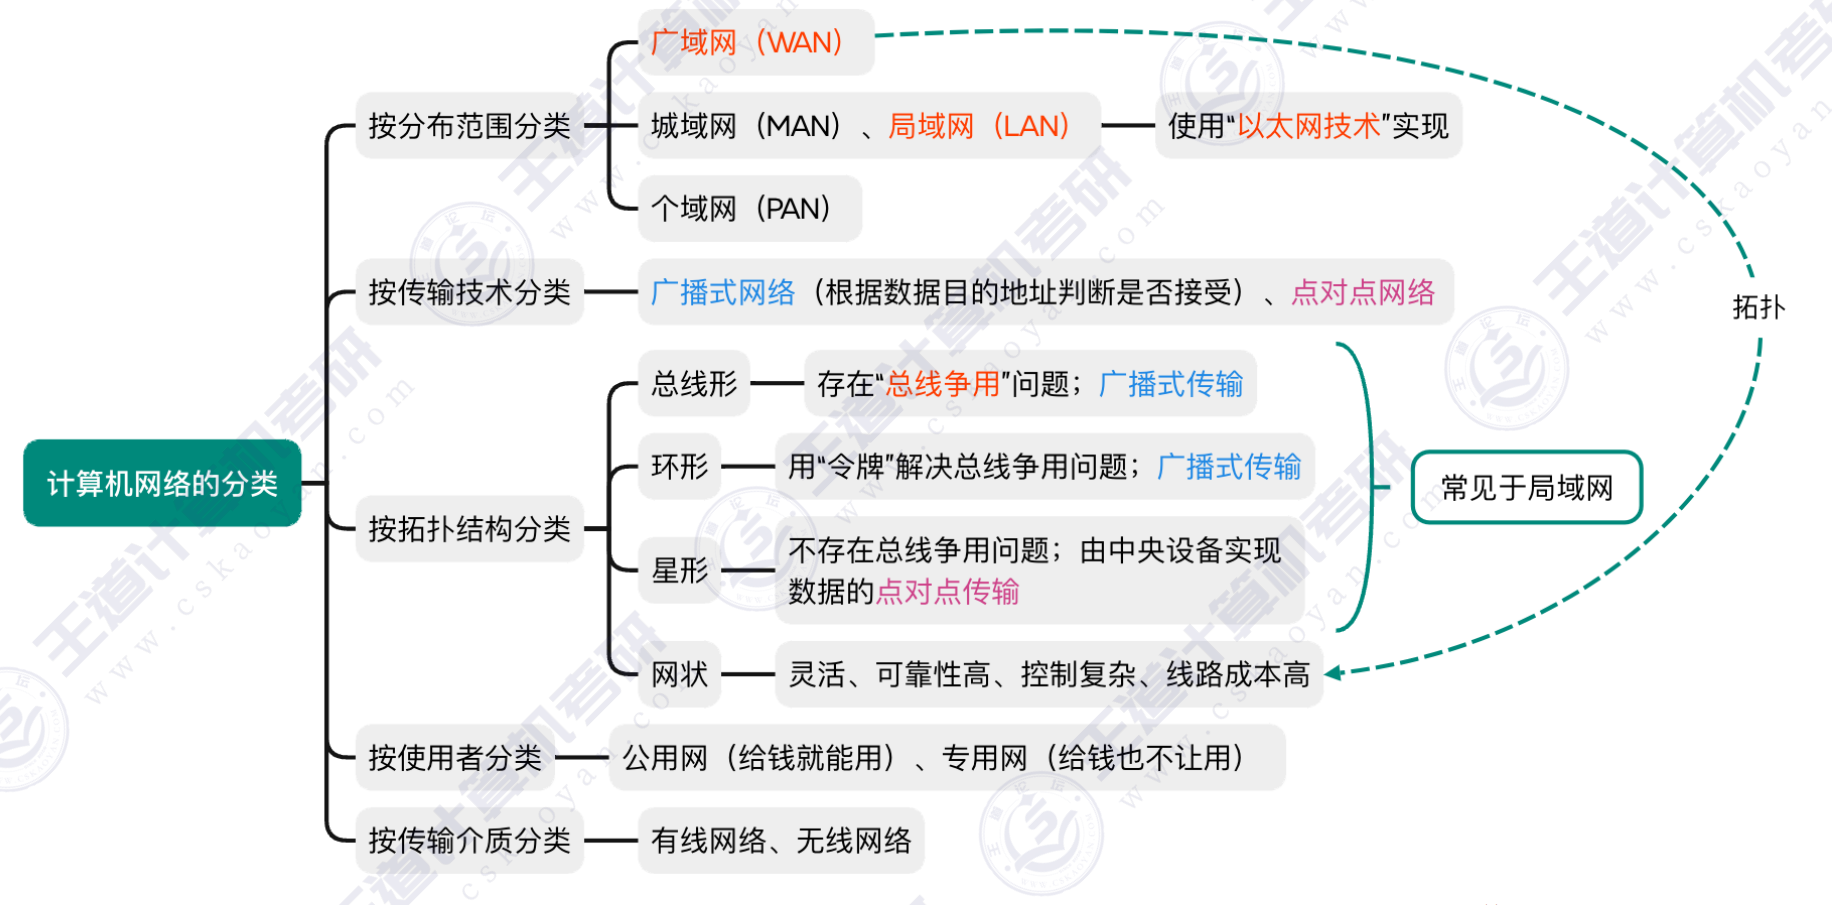 广域网（WAN）
按分布范围分类
城域网（MAN）、局域网（LAN）
使用“以太网技术”实现
个域网（PAN）
按传输技术分类
广播式网络（根据数据目的地址判断是否接受）、点对点网络
拓扑
总线形
存在“总线争用”问题；广播式传输
计算机网络的分类
环形
用“令牌”解决总线争用问题；广播式传输
常见于局域网
按拓扑结构分类
星形
不存在总线争用问题；由中央设备实现
数据的点对点传输
网状
灵活、可靠性高、控制复杂、线路成本高
按使用者分类
公用网（给钱就能用）、专用网（给钱也不让用）
按传输介质分类
有线网络、无线网络
王道计算机考研
www.cskaoyan.com